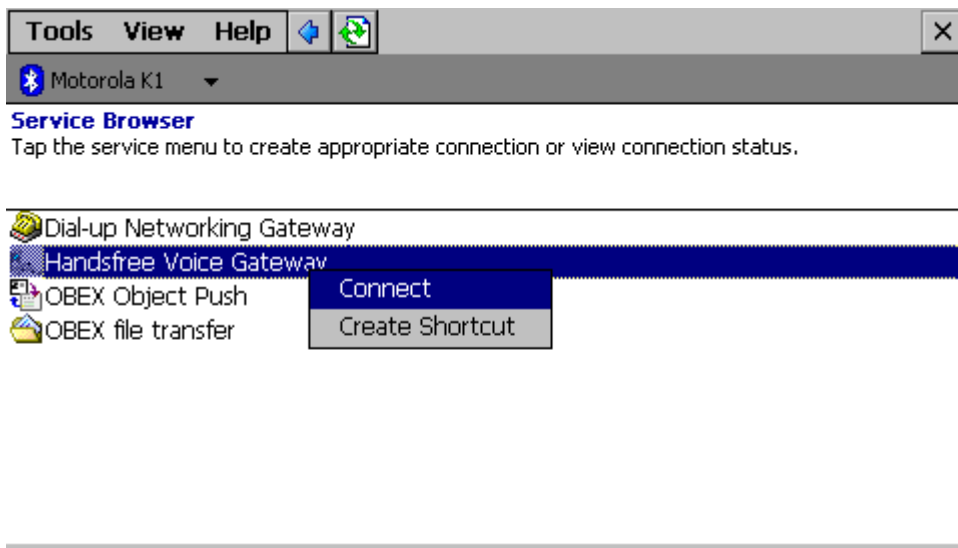 Tools View Help
Motorola K1
Service Browser
Tap the service menu to create appropriate connection or view connection status.
Dial-up Networking Gateway
Handsfree Voice Gateway
Connect
OBEX Object Push
Create Shortcut
OBEX file transfer